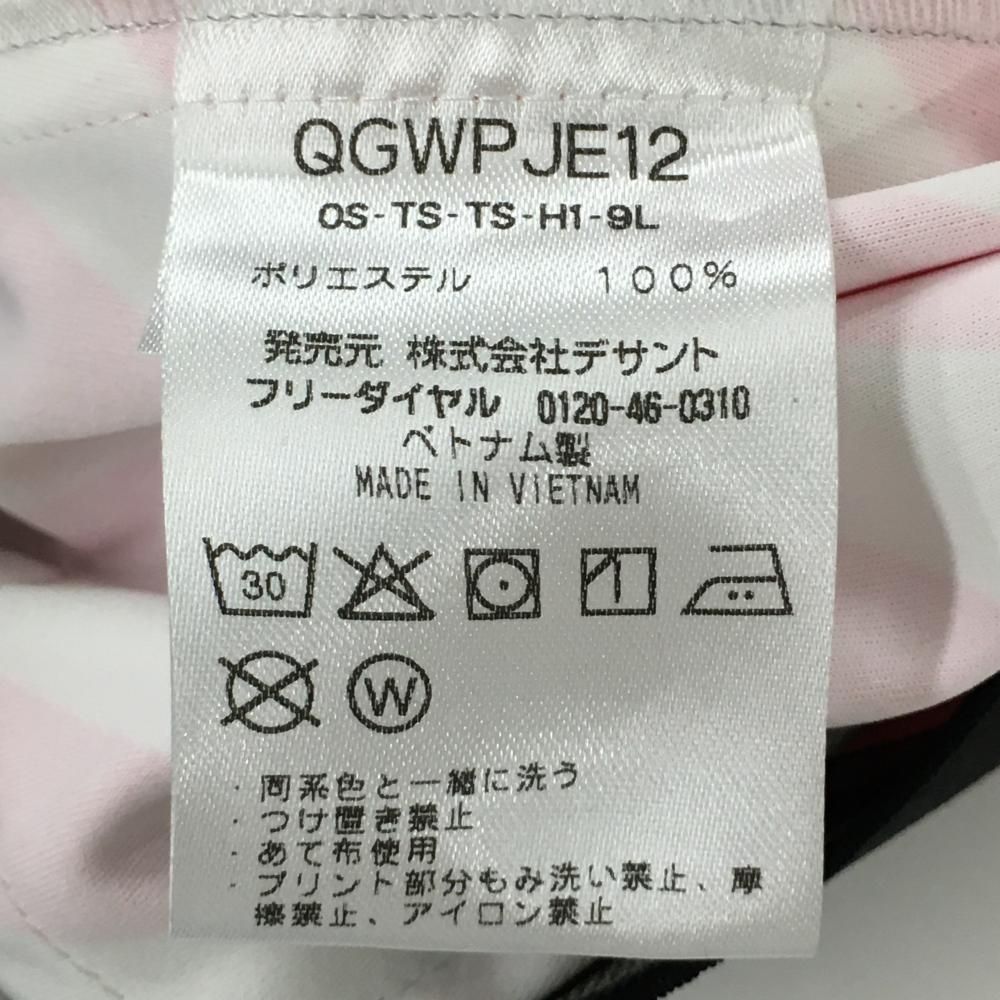 QGWPJE12
OS-TS-TS-H1-9L
ポリエステル 100%
発売元 株式会社デサント
フリーダイヤル 0120-46-0310
ベトナム製
MADE IN VIETNAM
30
W
・同系色と一緒に洗う
・つけ置き禁止
・あて布使用
・プリント部分もみ洗い禁止、摩
擦禁止、アイロン禁止